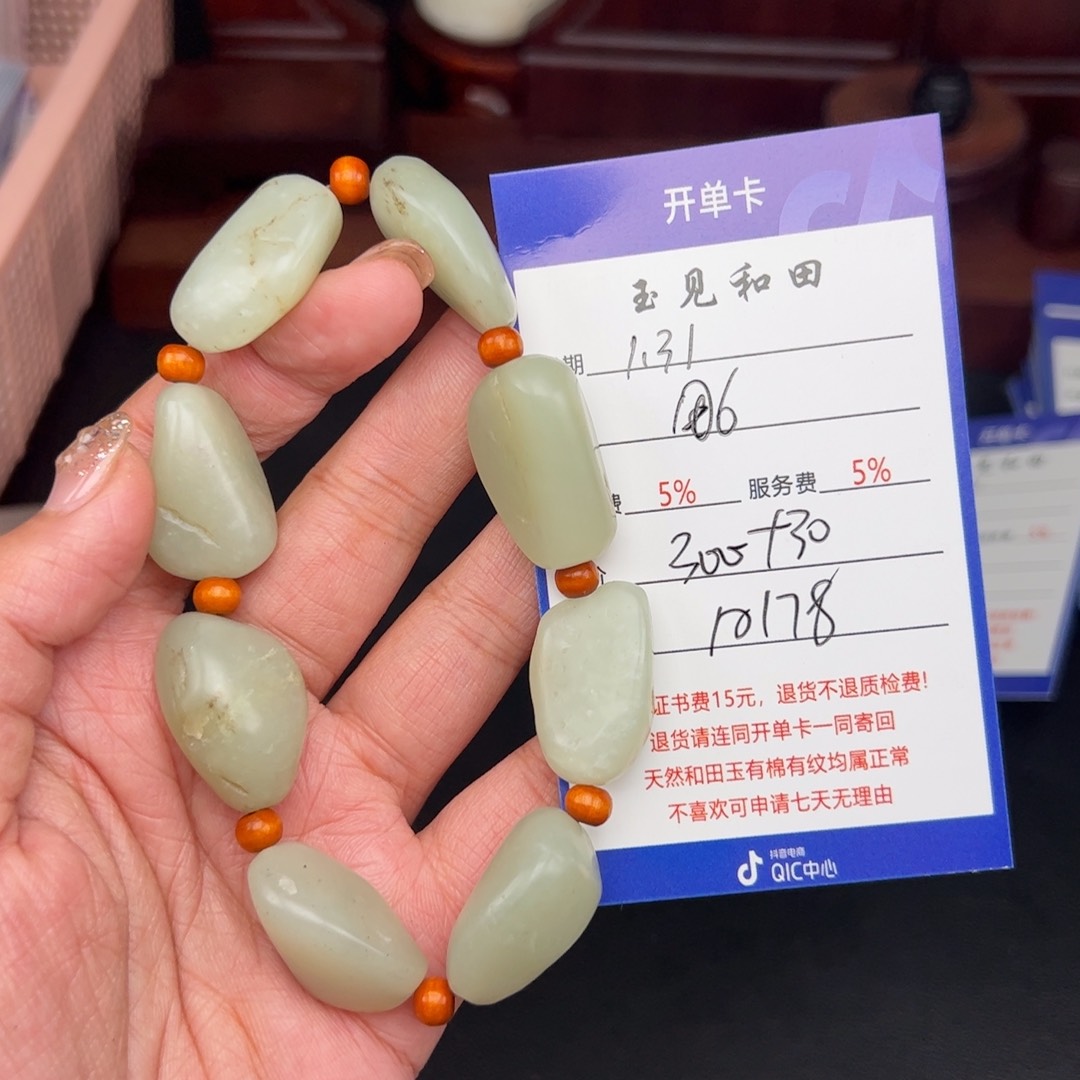 开单卡
玉见和田
期 1.31
费 5% 服务费 5%
300+30
证书费15元，退货不退质检费!
退货请连同开单卡一同寄回
天然和田玉有棉有纹均属正常
不喜欢可申请七天无理由
抖音电商
QIC中心